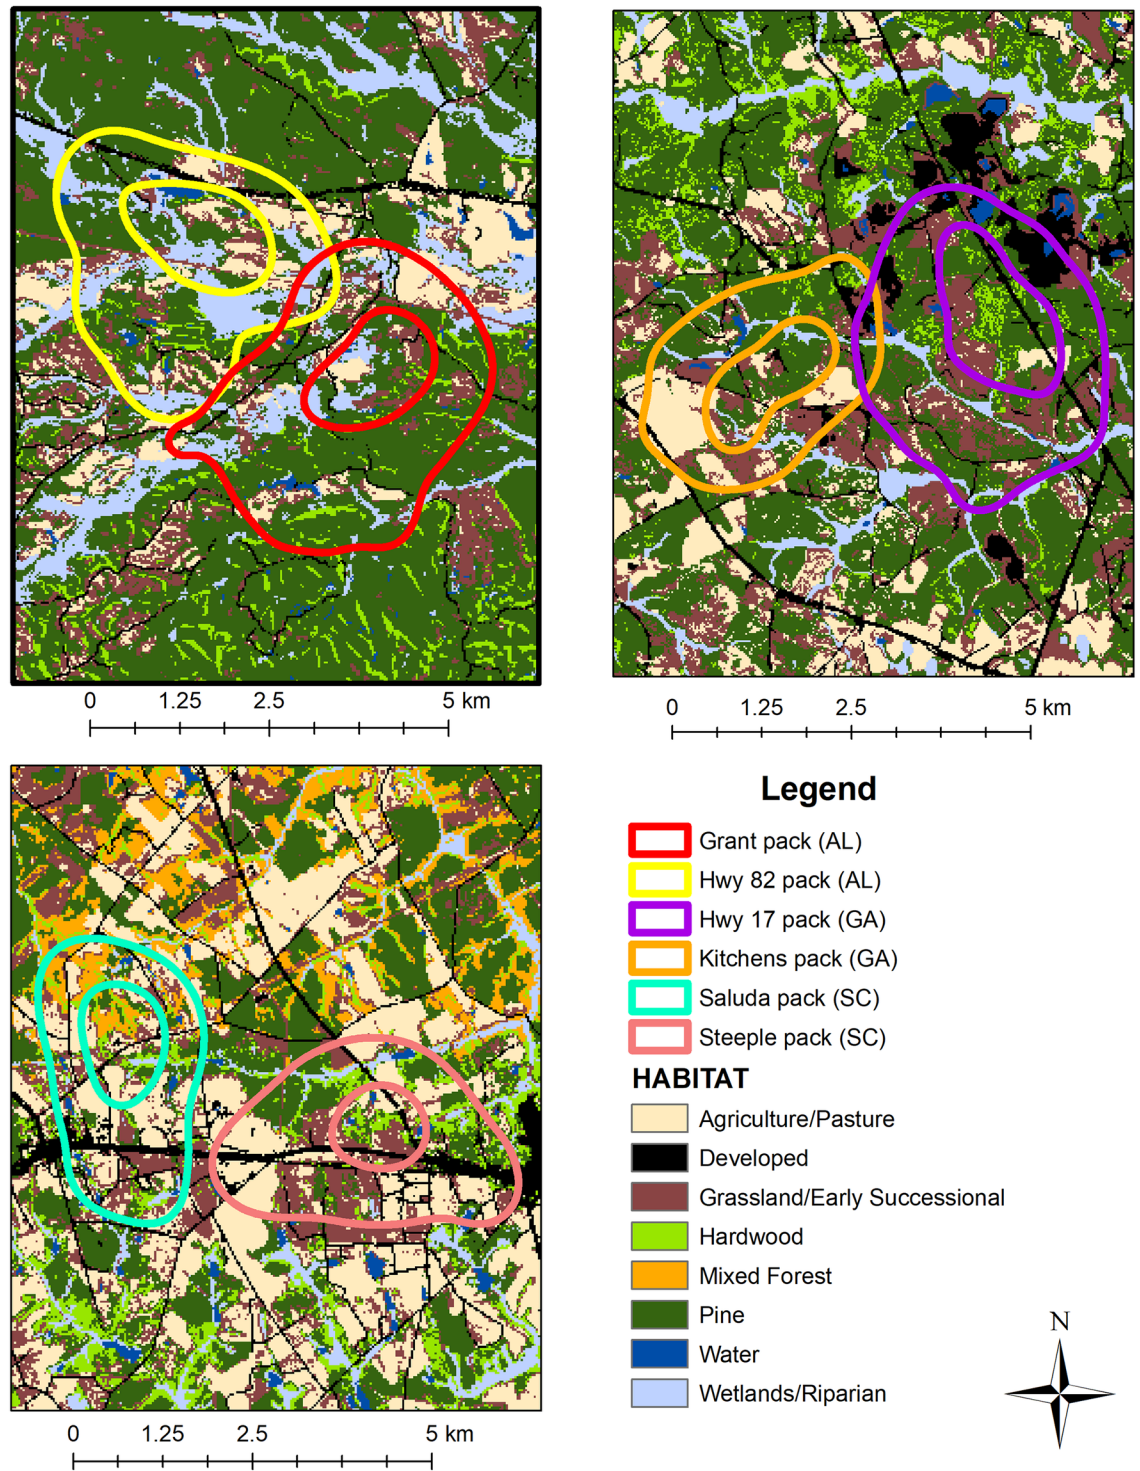 0 1.25 2.5 5 km
0 1.25 2.5 5 km
Legend
Grant pack (AL)
Hwy 82 pack (AL)
Hwy 17 pack (GA)
Kitchens pack (GA)
Saluda pack (SC)
Steeple pack (SC)
HABITAT
Agriculture/Pasture
Developed
Grassland/Early Successional
Hardwood
Mixed Forest
Pine
Water
Wetlands/Riparian
N
0 1.25 2.5 5 km